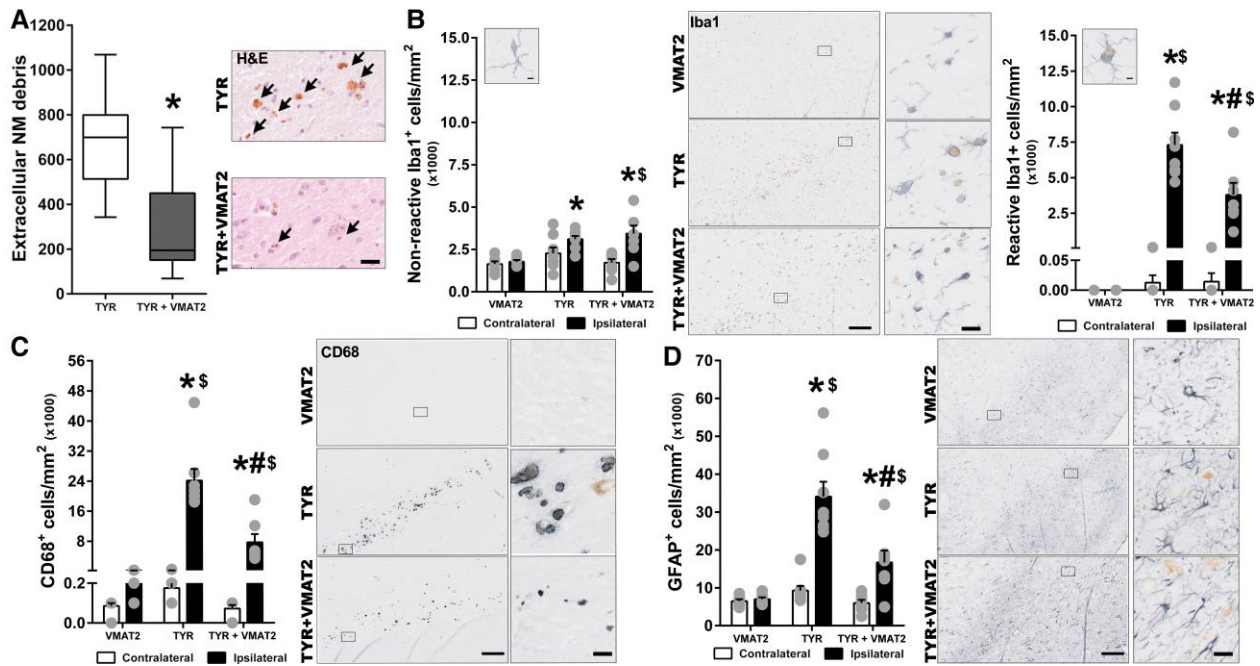 A
Extracellular NM debris
1200
1000
800
600
400
200
0
*
TYR
TYR + VMAT2
H&E
TYR
TYR+VMAT2
B
Non-reactive Iba1+ cells/mm2
(x1000)
15.0
12.5
10.0
7.5
5.0
2.5
0.0
*
*$
VMAT2
TYR
TYR + VMAT2
Contralateral
Ipsilateral
Iba1
VMAT2
TYR
TYR+VMAT2
Reactive Iba1+ cells/mm2
(x1000)
15.0
12.5
10.0
7.5
5.0
2.5
0.05
0.00
*$
*#$
VMAT2
TYR
TYR + VMAT2
Contralateral
Ipsilateral
C
CD68+ cells/mm2 (x1000)
56
44
32
24
16
8
0.2
0.0
*$
*#$
VMAT2
TYR
TYR + VMAT2
Contralateral
Ipsilateral
CD68
VMAT2
TYR
TYR+VMAT2
D
GFAP+ cells/mm2 (x1000)
70
60
50
40
30
20
10
0
*$
*#$
VMAT2
TYR
TYR + VMAT2
Contralateral
Ipsilateral
VMAT2
TYR
TYR+VMAT2